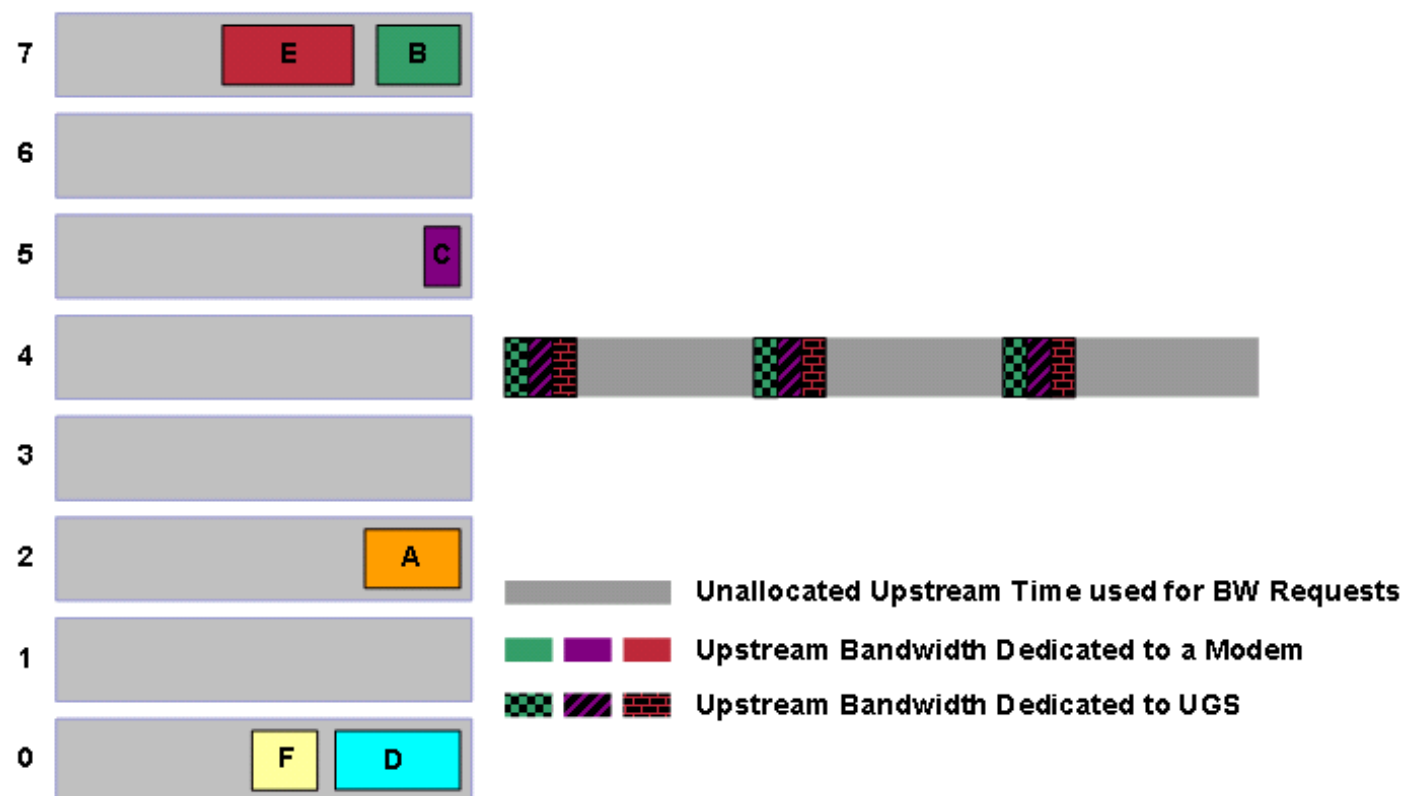 7 E B
6
5 C
4
3
2 A
1
0 F D
Unallocated Upstream Time used for BW Requests
Upstream Bandwidth Dedicated to a Modem
Upstream Bandwidth Dedicated to UGS